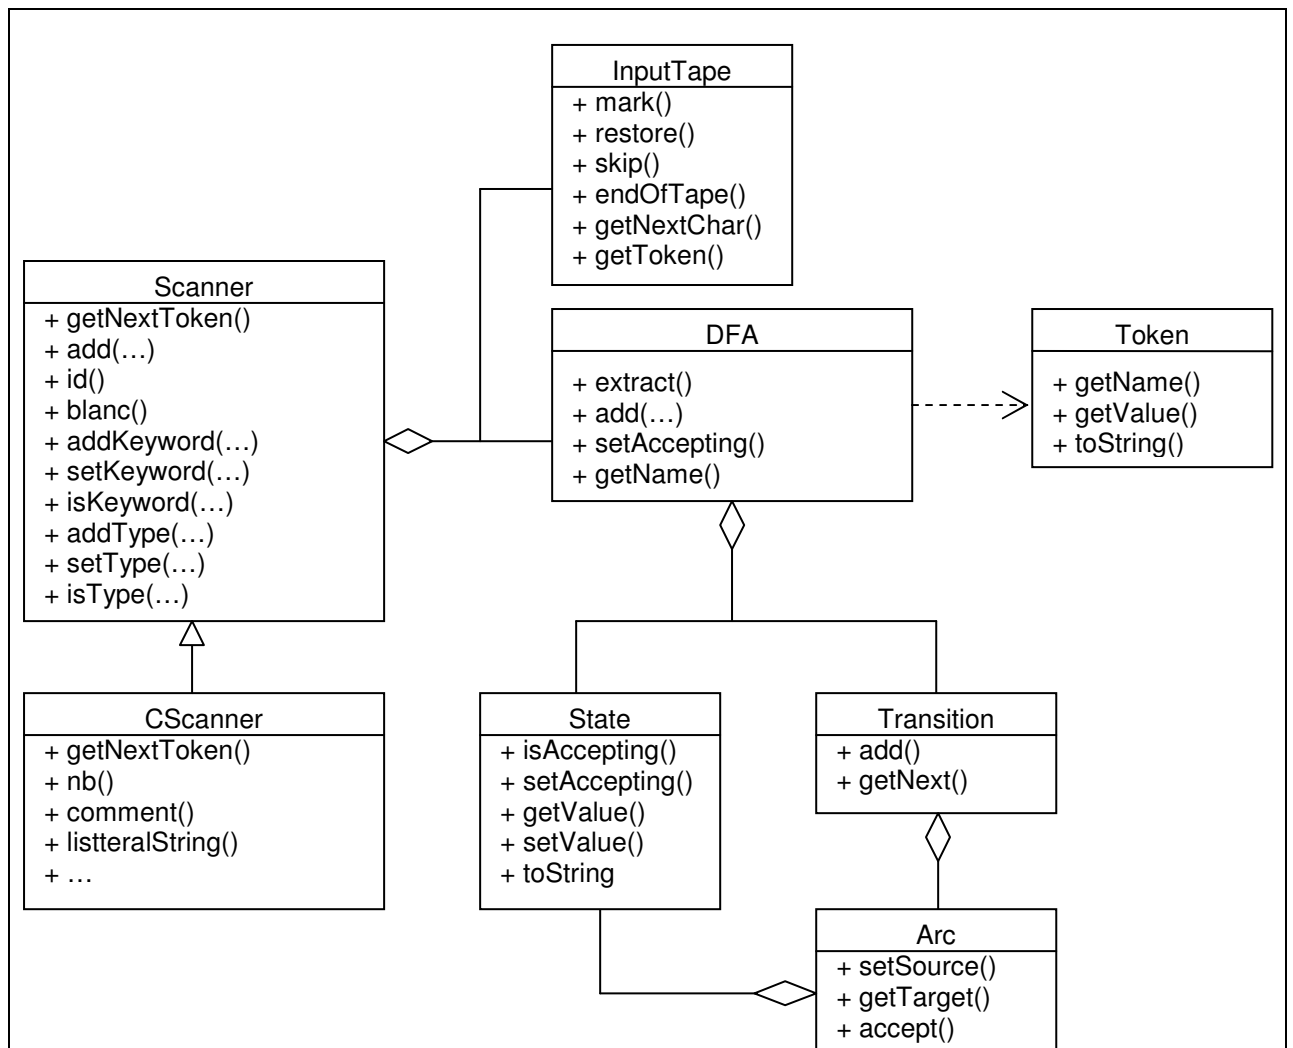 InputTape
+ mark()
+ restore()
+ skip()
+ endOfTape()
+ getNextChar()
+ getToken()
Scanner
+ getNextToken()
+ add(…)
+ id()
+ blanc()
+ addKeyword(…)
+ setKeyword(…)
+ isKeyword(…)
+ addType(…)
+ setType(…)
+ isType(…)
DFA
+ extract()
+ add(…)
+ setAccepting()
+ getName()
Token
+ getName()
+ getValue()
+ toString()
CScanner
+ getNextToken()
+ nb()
+ comment()
+ listteralString()
+ …
State
+ isAccepting()
+ setAccepting()
+ getValue()
+ setValue()
+ toString
Transition
+ add()
+ getNext()
Arc
+ setSource()
+ getTarget()
+ accept()